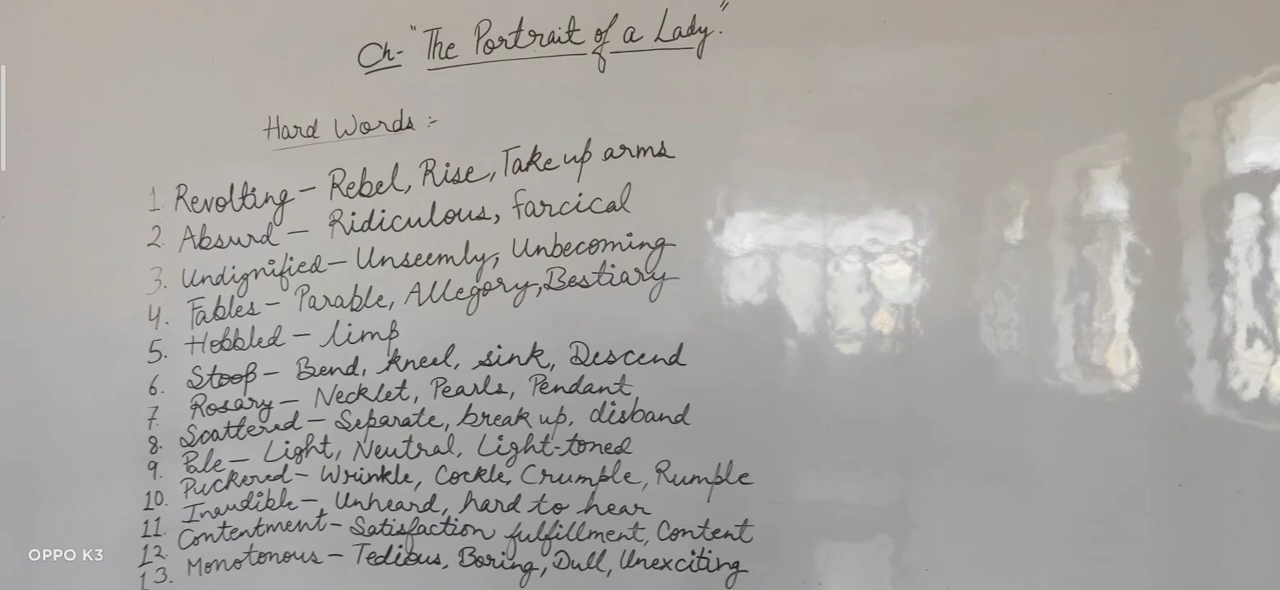 Ch- "The Portrait of a Lady."
Hard Words :-
1. Revolting – Rebel, Rise, Take up arms
2. Absurd – Ridiculous, farcical
3. Undignified – Unseemly, Unbecoming
4. Fables – Parable, Allegory, Bestiary
5. Hobbled – limp
6. Stoop – Bend, kneel, sink, Descend
7. Rosary – Necklet, Pearls, Pendant
8. Scattered – Separate, break up, disband
9. Pale – Light, Neutral, Light-toned
10. Puckered – Wrinkle, Cockle, Crumple, Rumple
11. Inaudible – Unheard, hard to hear
12. Contentment – Satisfaction fulfillment, Content
13. Monotonous – Tedious, Boring, Dull, Unexciting
OPPO K3